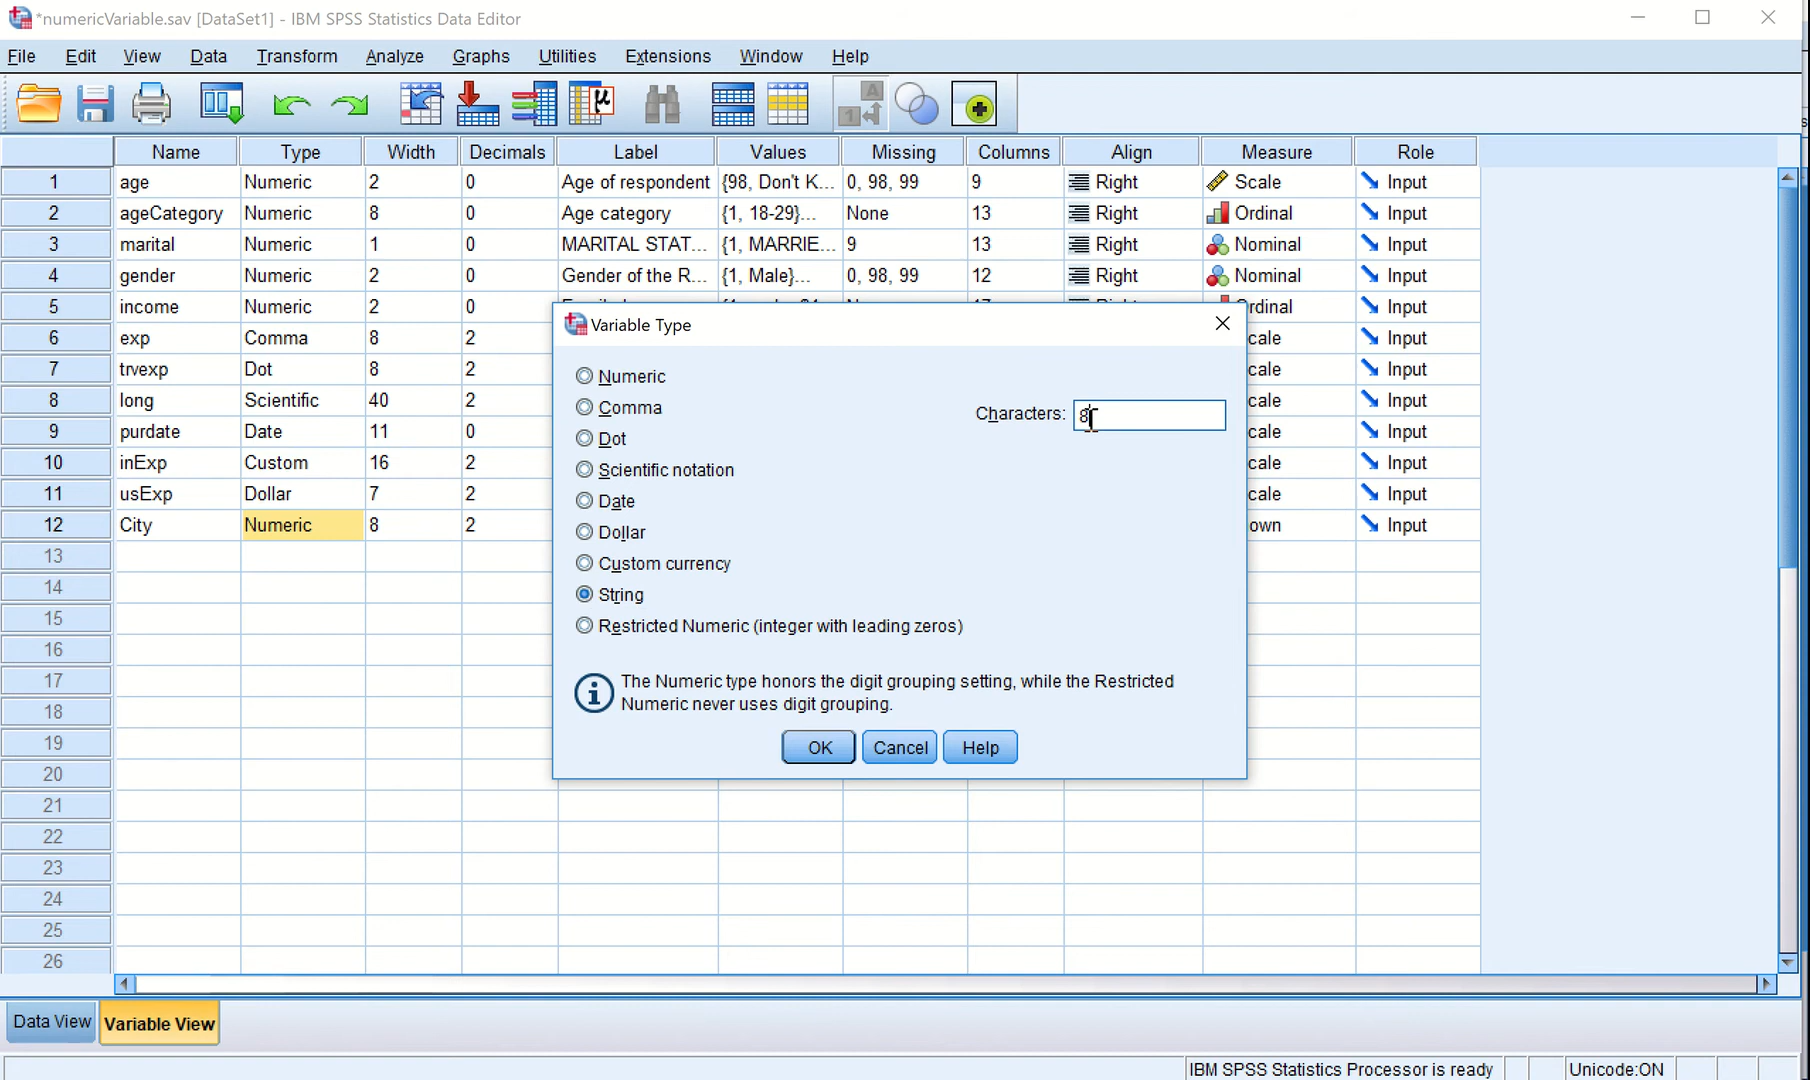 *numericVariable.sav [DataSet1] - IBM SPSS Statistics Data Editor
File Edit View Data Transform Analyze Graphs Utilities Extensions Window Help
Name Type Width Decimals Label Values Missing Columns Align Measure Role
1 age Numeric 2 0 Age of respondent {98, Don't K... 0, 98, 99 9 Right Scale Input
2 ageCategory Numeric 8 0 Age category {1, 18-29}... None 13 Right Ordinal Input
3 marital Numeric 1 0 MARITAL STAT... {1, MARRIE... 9 13 Right Nominal Input
4 gender Numeric 2 0 Gender of the R... {1, Male}... 0, 98, 99 12 Right Nominal Input
5 income Numeric 2 0 rdinal Input
6 exp Comma 8 2 cale Input
7 trvexp Dot 8 2 cale Input
8 long Scientific 40 2 cale Input
9 purdate Date 11 0 cale Input
10 inExp Custom 16 2 cale Input
11 usExp Dollar 7 2 cale Input
12 City Numeric 8 2 own Input
13
14
15
16
17
18
19
20
21
22
23
24
25
26
Variable Type
Numeric
Comma
Characters: 8
Dot
Scientific notation
Date
Dollar
Custom currency
String
Restricted Numeric (integer with leading zeros)
The Numeric type honors the digit grouping setting, while the Restricted
Numeric never uses digit grouping.
OK Cancel Help
Data View Variable View
IBM SPSS Statistics Processor is ready Unicode:ON